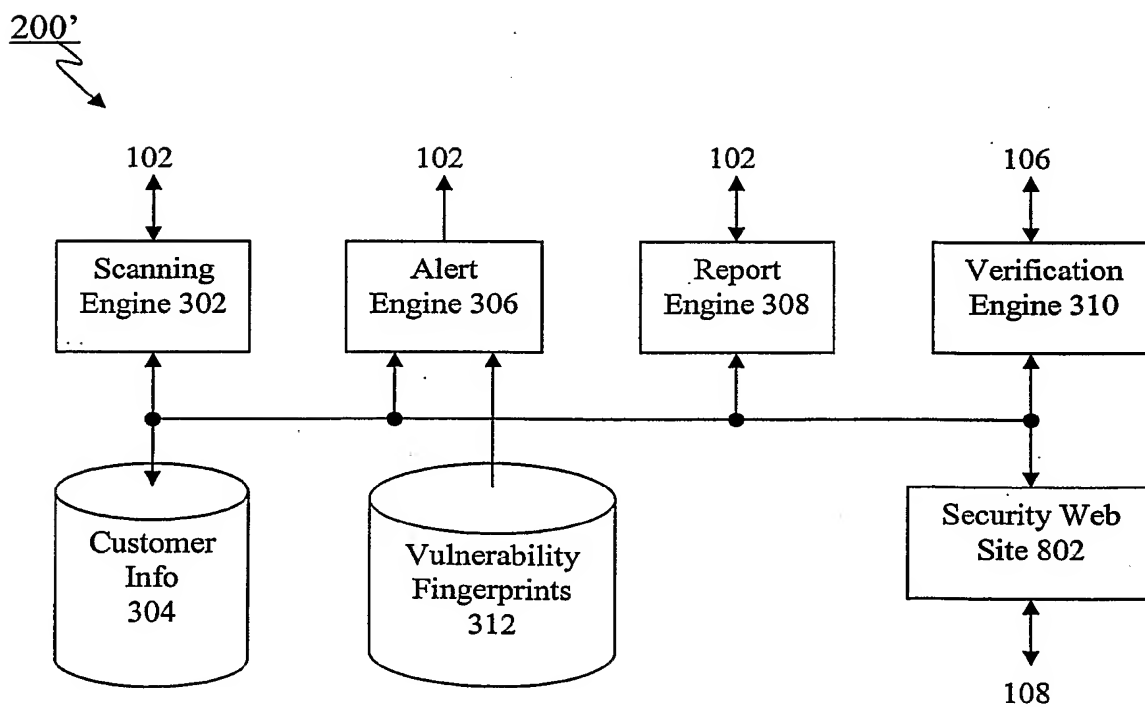 200’
102
102
102
106
Scanning
Engine 302
Alert
Engine 306
Report
Engine 308
Verification
Engine 310
Customer
Info
304
Vulnerability
Fingerprints
312
Security Web
Site 802
108